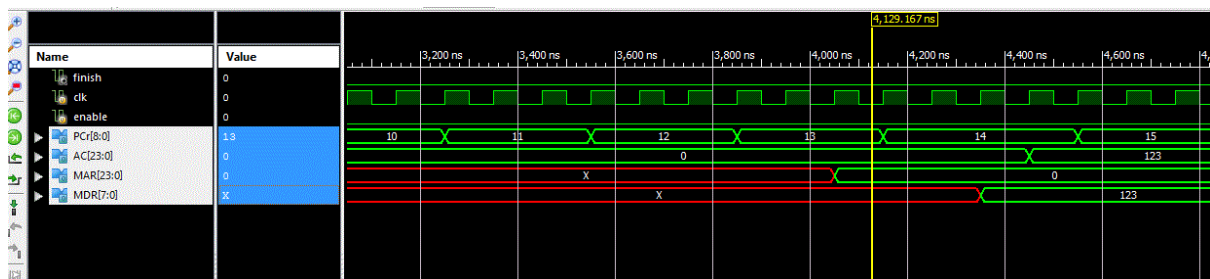 4,129.167 ns
Name Value
3,200 ns 3,400 ns 3,600 ns 3,800 ns 4,000 ns 4,200 ns 4,400 ns 4,600 ns 4,
finish 0
clk 0
enable 0
PCr[8:0] 13 10 11 12 13 14 15
AC[23:0] 0 0 123
MAR[23:0] 0 X 0
MDR[7:0] X X 123